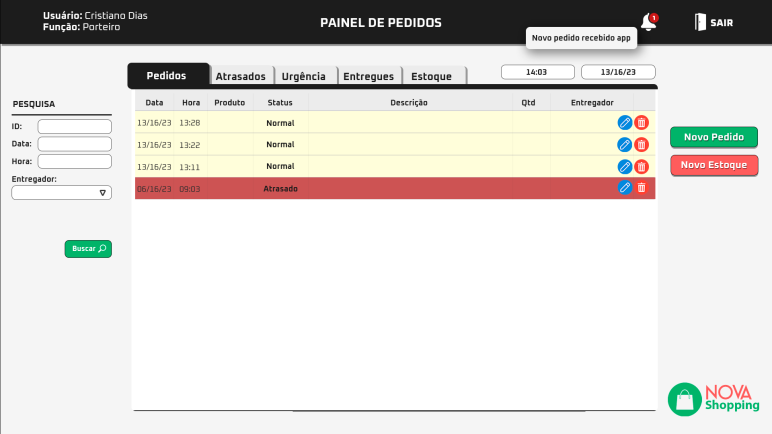 Usuário: Cristiano Dias
Função: Porteiro
PAINEL DE PEDIDOS
1
SAIR
Novo pedido recebido app
Pedidos
Atrasados
Urgência
Entregues
Estoque
14:03
13/16/23
PESQUISA
ID:
Data:
Hora:
Entregador:
Buscar
Data Hora Produto Status Descrição Qtd Entregador
13/16/23 13:28 Normal
13/16/23 13:22 Normal
13/16/23 13:11 Normal
06/16/23 09:03 Atrasado
Novo Pedido
Novo Estoque
NOVA
Shopping